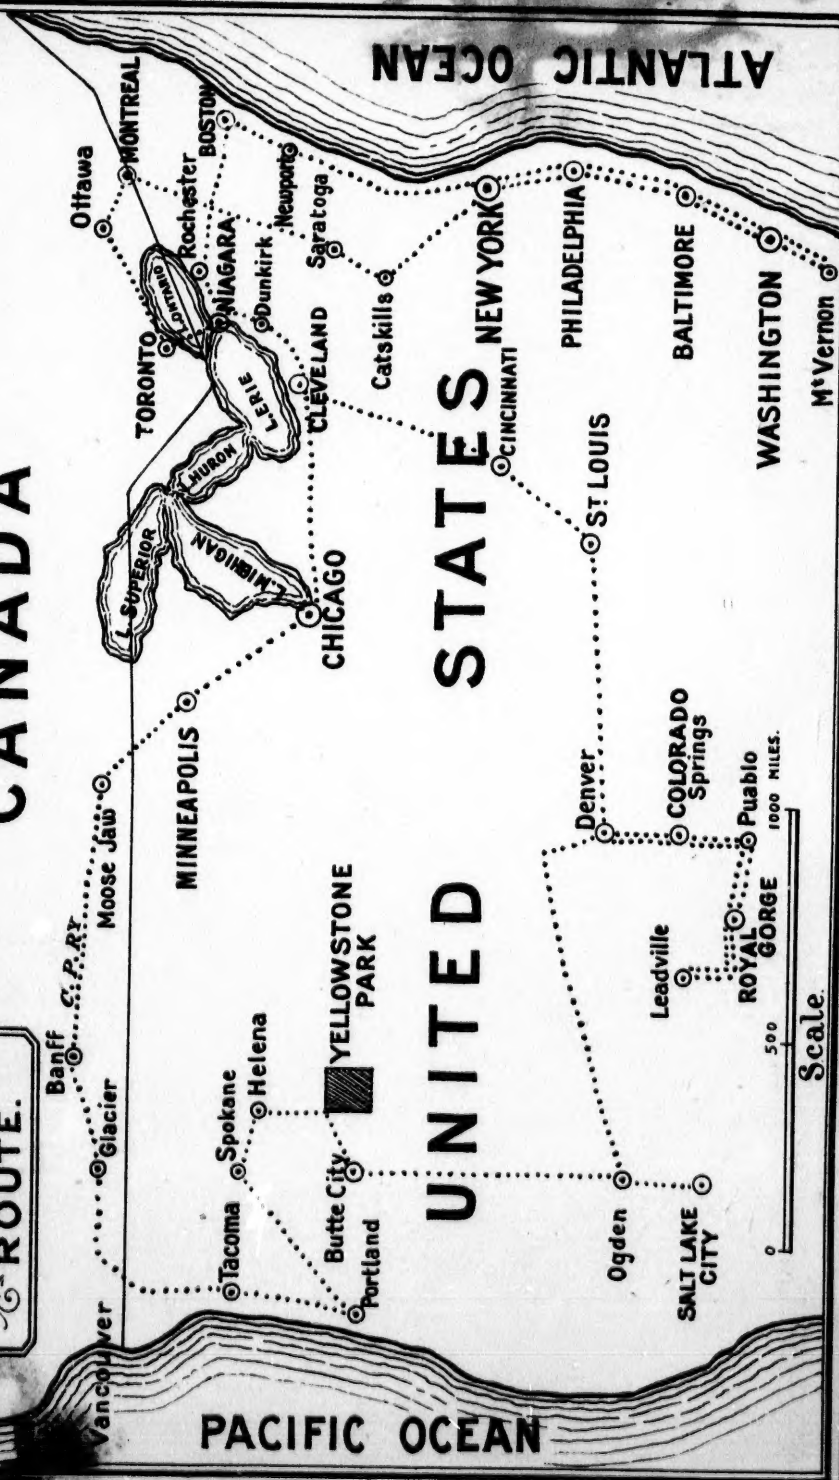 CANADA
ROUTE.
ATLANTIC OCEAN
PACIFIC OCEAN
UNITED STATES
Vancouver
Glacier
Banff
C.P.RY
Moose Jaw
MINNEAPOLIS
CHICAGO
L. SUPERIOR
L. MICHIGAN
L. HURON
L. ERIE
L. ONTARIO
TORONTO
Ottawa
MONTREAL
Rochester
BOSTON
NIAGARA
Dunkirk
Newport
Saratoga
Catskills
CLEVELAND
NEW YORK
PHILADELPHIA
BALTIMORE
WASHINGTON
Mt Vernon
CINCINNATI
ST LOUIS
Denver
COLORADO
Springs
Puablo
ROYAL
GORGE
Leadville
Ogden
SALT LAKE
CITY
Butte City
YELLOWSTONE
PARK
Helena
Spokane
Tacoma
Portland
0 500 1000 MILES.
Scale.